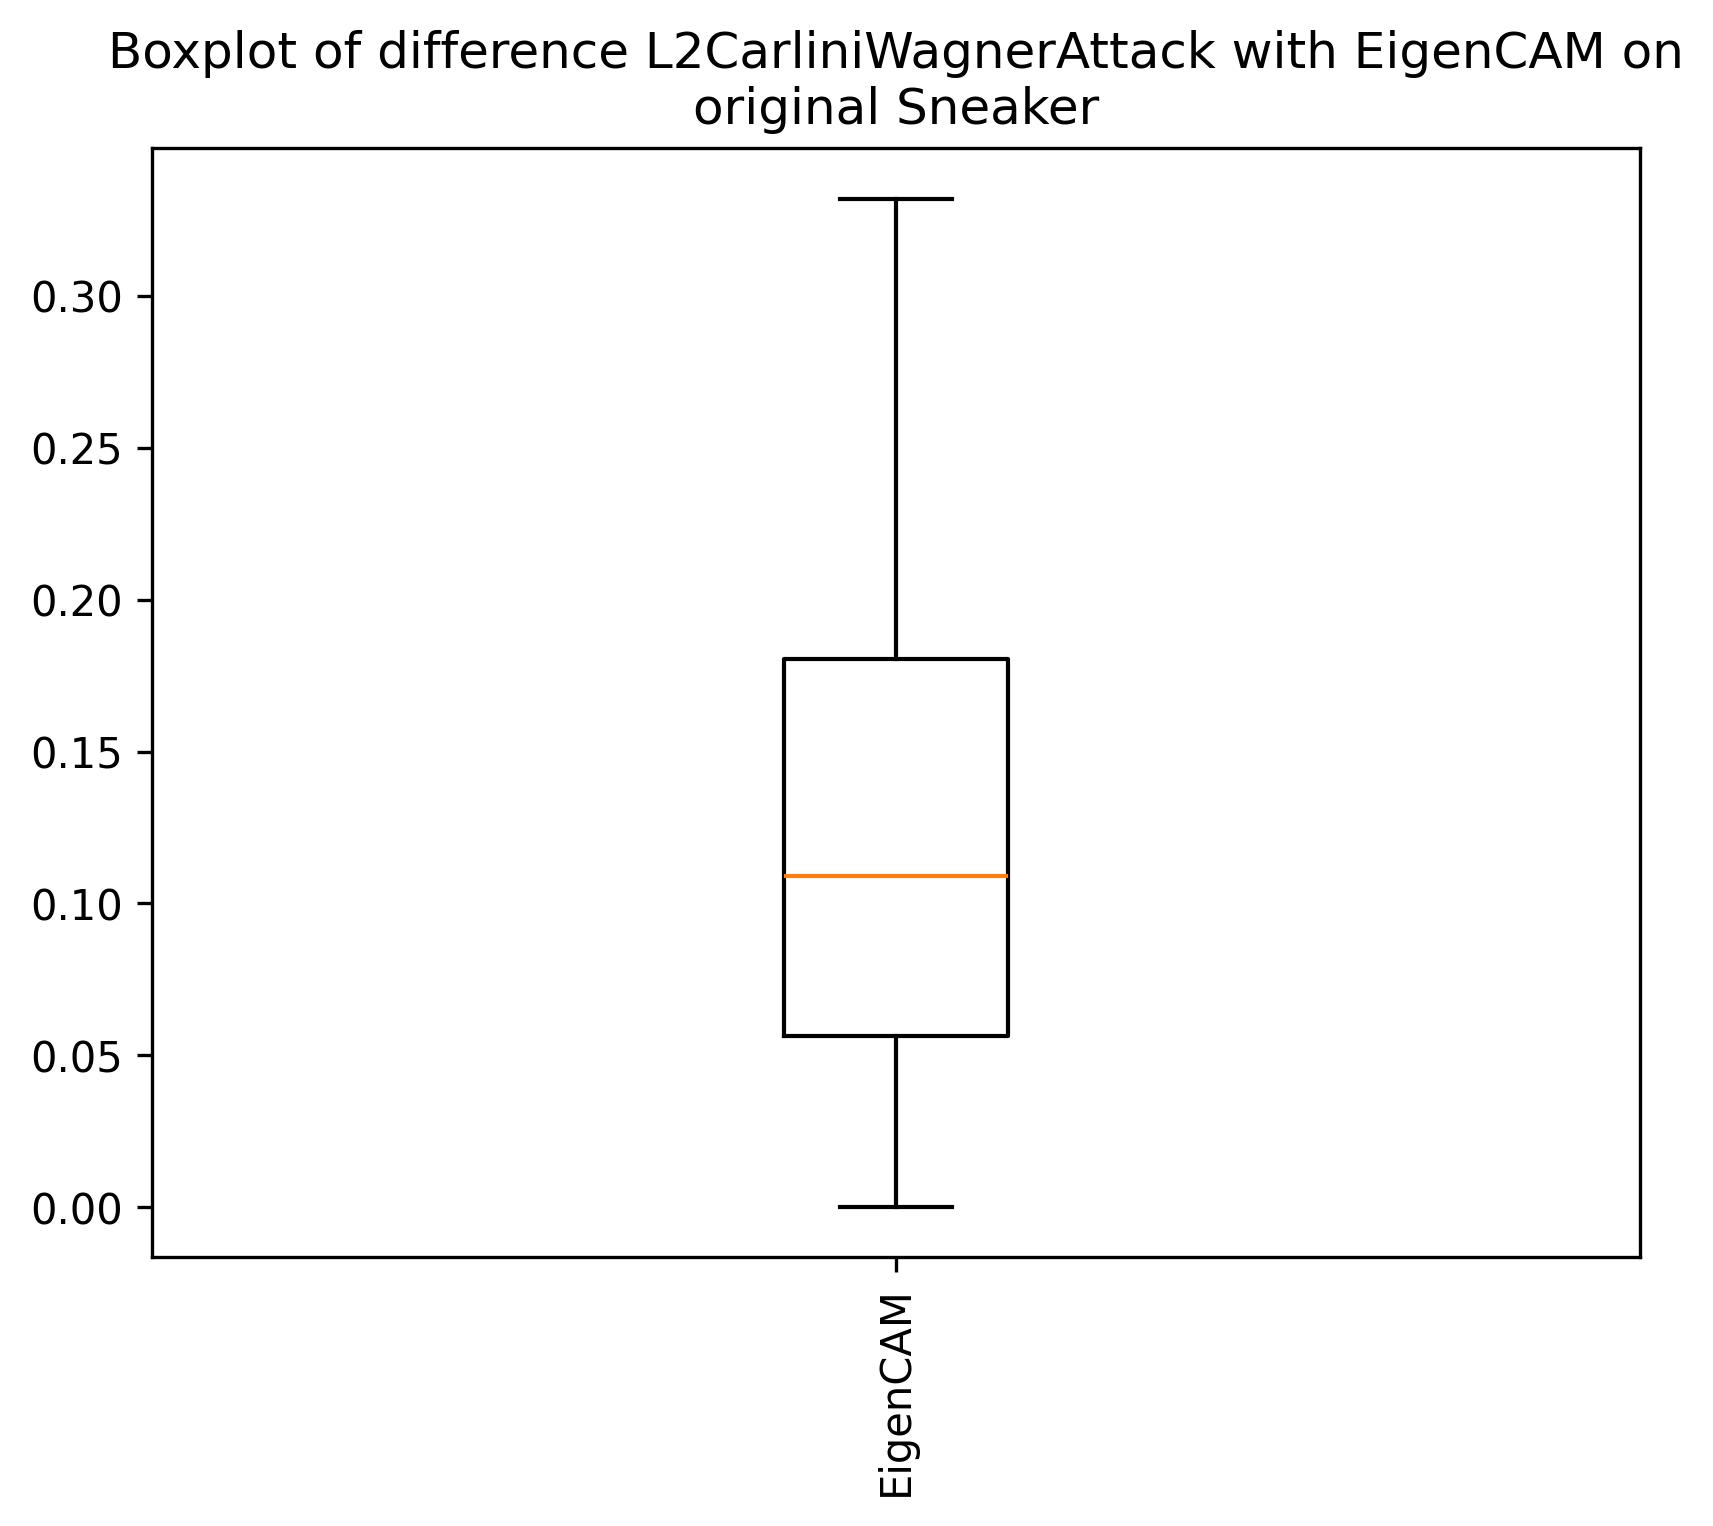 Boxplot of difference L2CarliniWagnerAttack with EigenCAM on
original Sneaker
0.30
0.25
0.20
0.15
0.10
0.05
0.00
EigenCAM